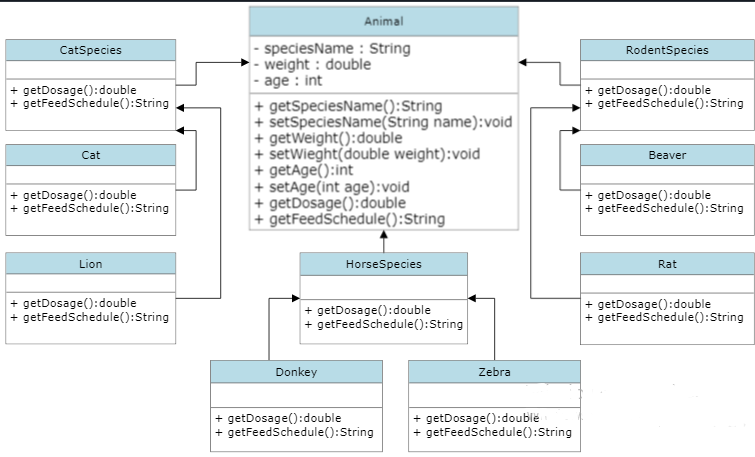 Animal
- speciesName : String
- weight : double
- age : int
+ getSpeciesName():String
+ setSpeciesName(String name):void
+ getWeight():double
+ setWieght(double weight):void
+ getAge():int
+ setAge(int age):void
+ getDosage():double
+ getFeedSchedule():String
CatSpecies
+ getDosage():double
+ getFeedSchedule():String
RodentSpecies
+ getDosage():double
+ getFeedSchedule():String
Cat
+ getDosage():double
+ getFeedSchedule():String
Beaver
+ getDosage():double
+ getFeedSchedule():String
Lion
+ getDosage():double
+ getFeedSchedule():String
HorseSpecies
+ getDosage():double
+ getFeedSchedule():String
Rat
+ getDosage():double
+ getFeedSchedule():String
Donkey
+ getDosage():double
+ getFeedSchedule():String
Zebra
+ getDosage():double
+ getFeedSchedule():String